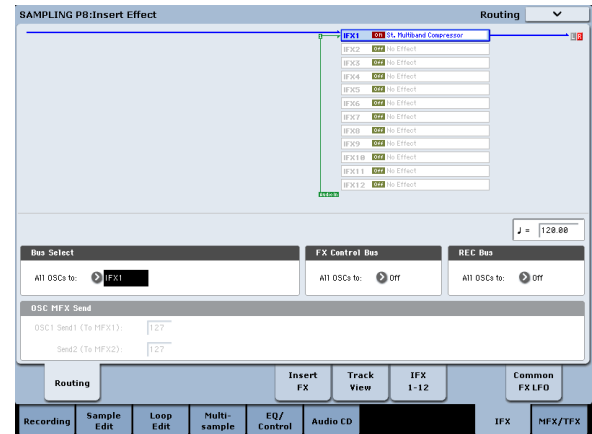 SAMPLING P8:Insert Effect Routing
IFX1 On St. Multiband Compressor L R
IFX2 Off No Effect
IFX3 Off No Effect
IFX4 Off No Effect
IFX5 Off No Effect
IFX6 Off No Effect
IFX7 Off No Effect
IFX8 Off No Effect
IFX9 Off No Effect
IFX10 Off No Effect
IFX11 Off No Effect
IFX12 Off No Effect
♩ = 120.00
Bus Select FX Control Bus REC Bus
All OSCs to: IFX1 All OSCs to: Off All OSCs to: Off
OSC MFX Send
OSC1 Send1 (To MFX1): 127
Send2 (To MFX2): 127
Routing Insert FX Track View IFX 1-12 Common FX LFO
Recording Sample Edit Loop Edit Multi-sample EQ/Control Audio CD IFX MFX/TFX